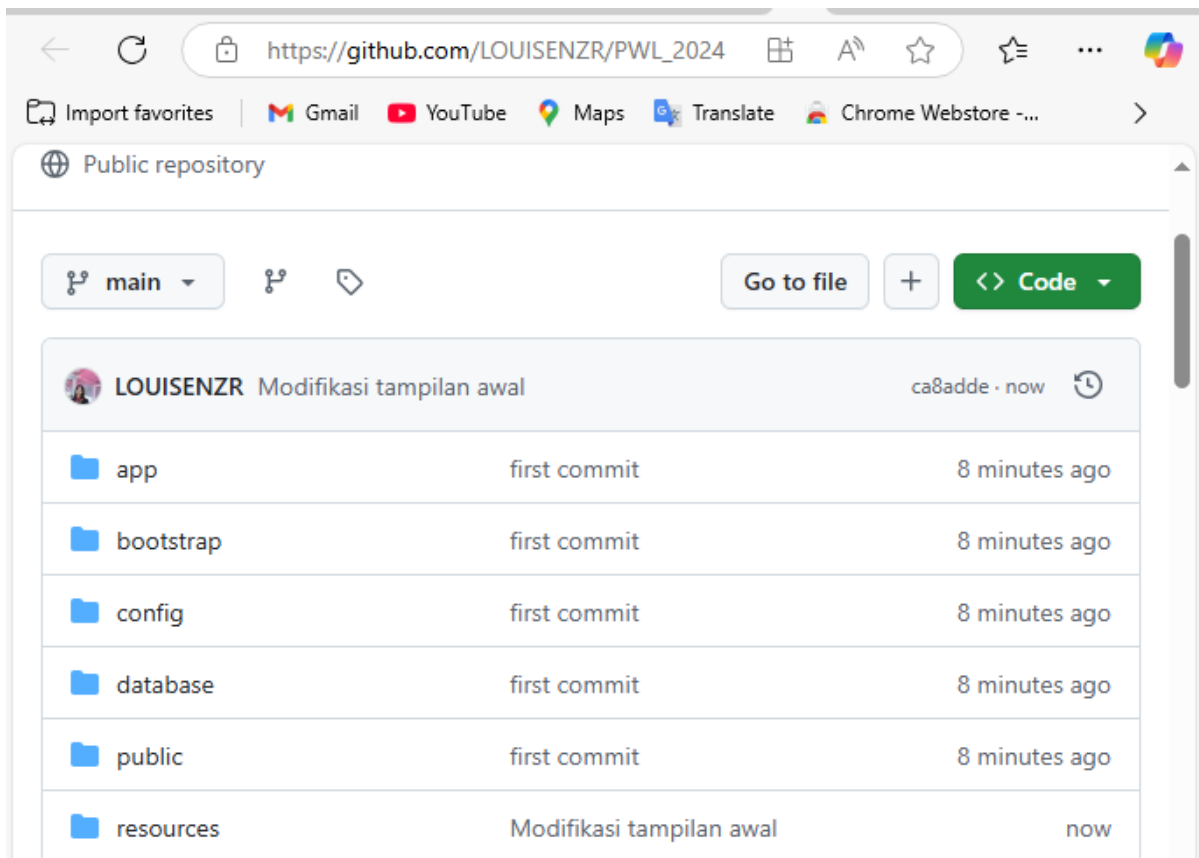 https://github.com/LOUISENZR/PWL_2024
Import favorites Gmail YouTube Maps Translate Chrome Webstore -...
Public repository
main Go to file + <> Code
LOUISENZR Modifikasi tampilan awal ca8adde · now
app first commit 8 minutes ago
bootstrap first commit 8 minutes ago
config first commit 8 minutes ago
database first commit 8 minutes ago
public first commit 8 minutes ago
resources Modifikasi tampilan awal now